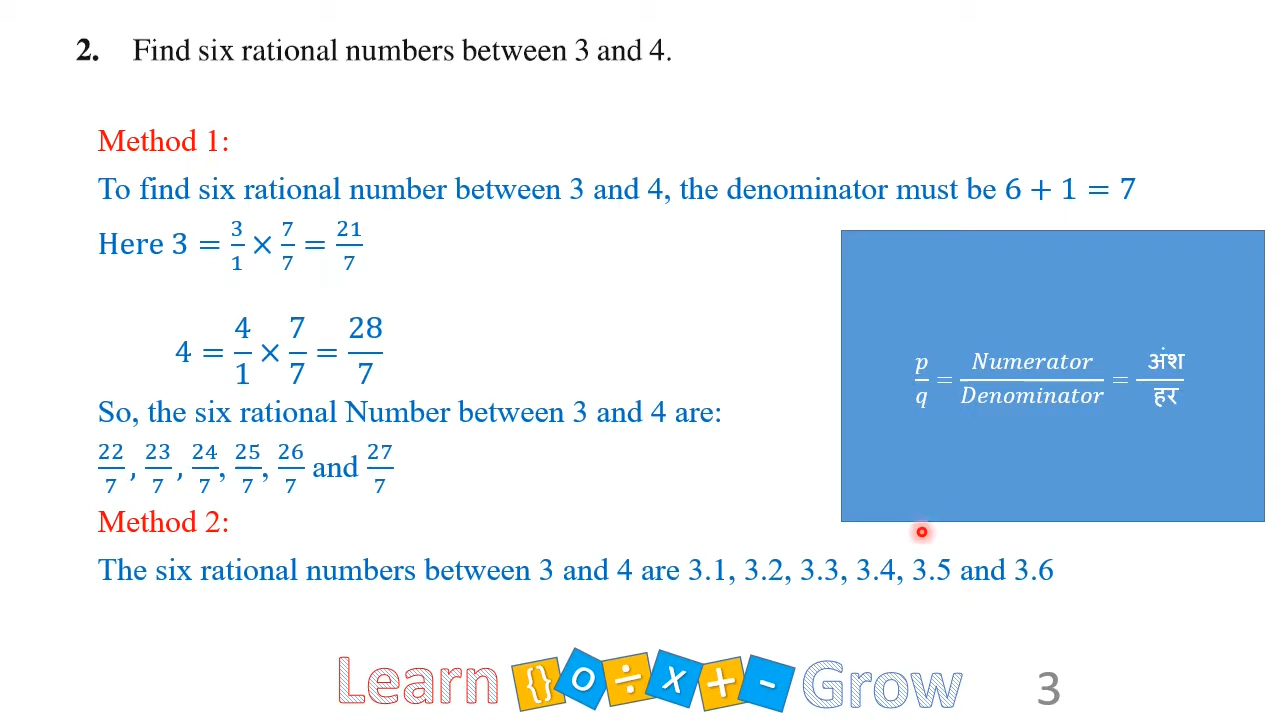 2. Find six rational numbers between 3 and 4.
Method 1:
To find six rational number between 3 and 4, the denominator must be 6 + 1 = 7
Here 3 = 3/1 × 7/7 = 21/7
4 = 4/1 × 7/7 = 28/7
p/q = Numerator/Denominator = अंश/हर
So, the six rational Number between 3 and 4 are:
22/7, 23/7, 24/7, 25/7, 26/7 and 27/7
Method 2:
The six rational numbers between 3 and 4 are 3.1, 3.2, 3.3, 3.4, 3.5 and 3.6
Learn {} O ÷ x + - Grow 3